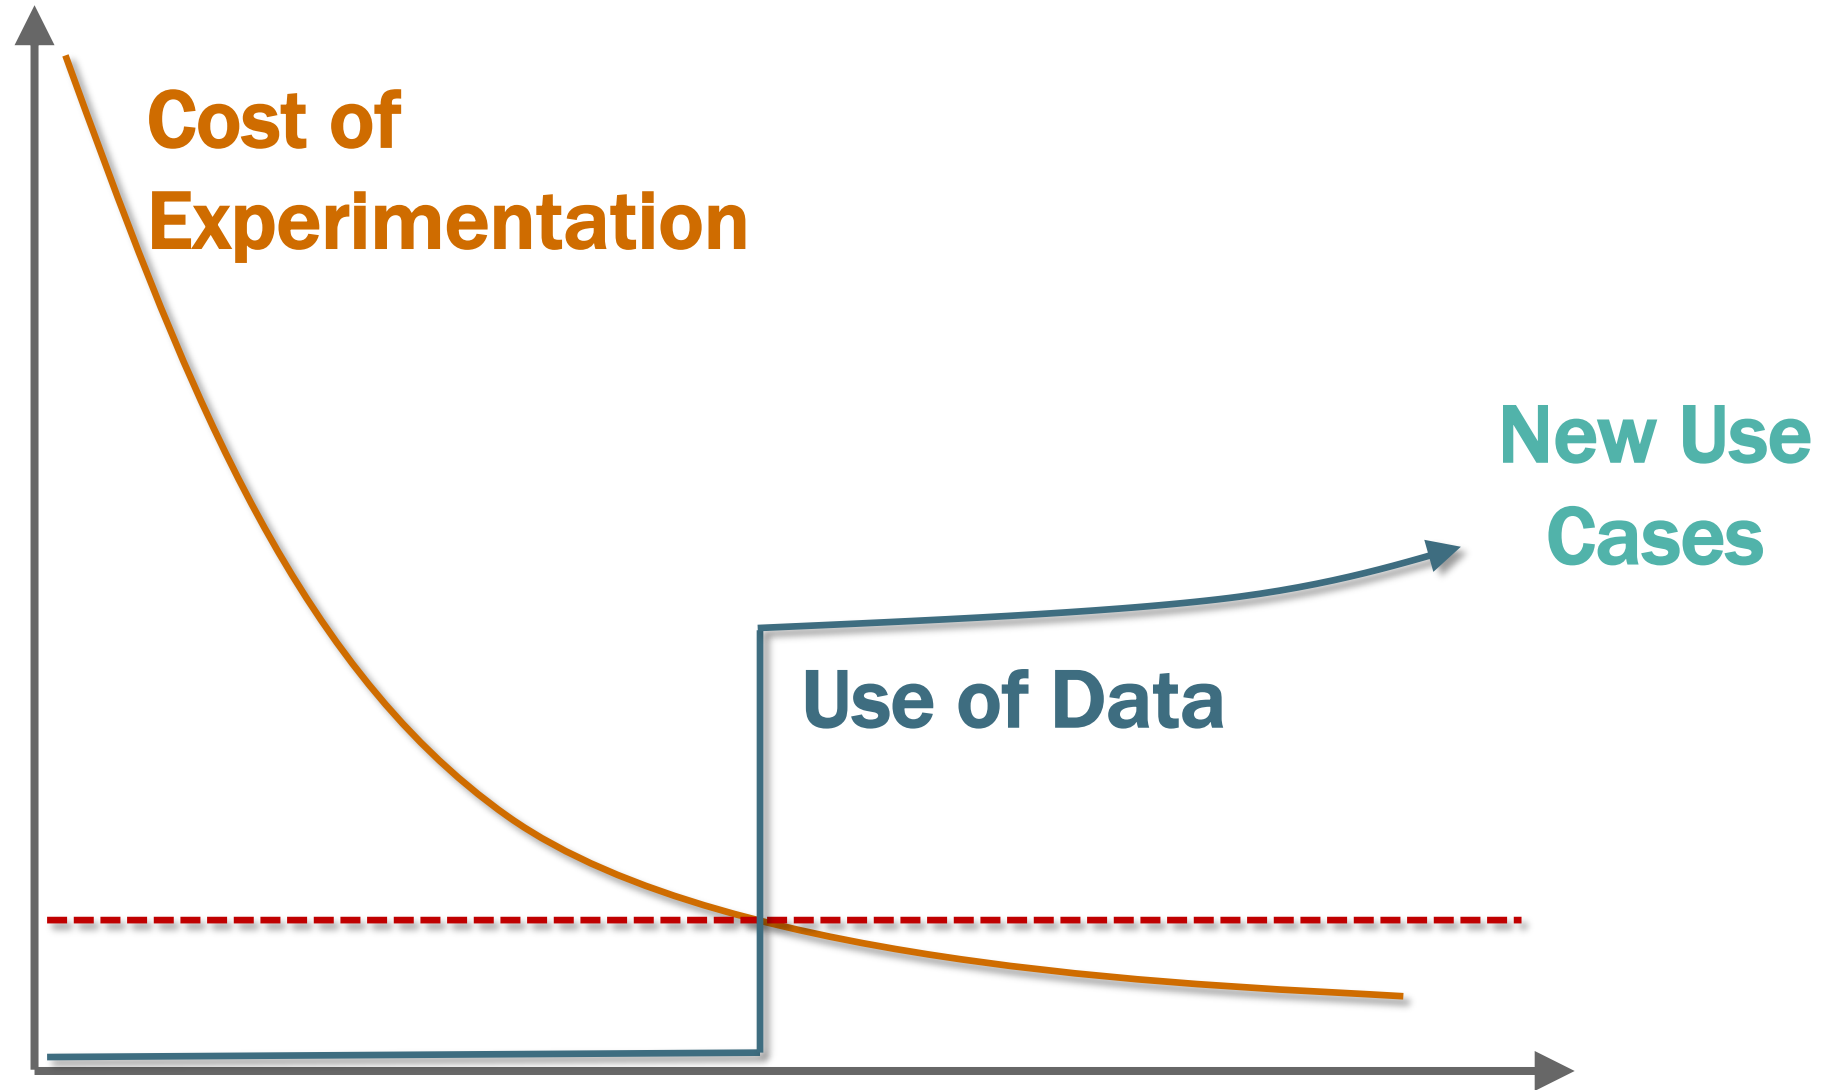 Cost of
Experimentation
New Use
Cases
Use of Data